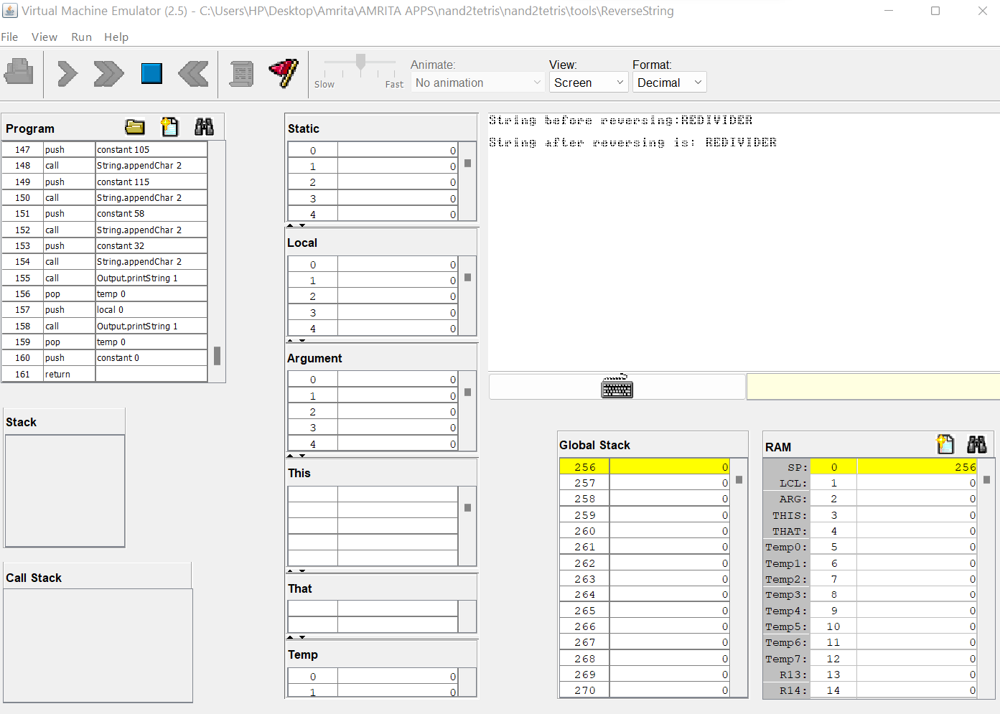 Virtual Machine Emulator (2.5) - C:\Users\HP\Desktop\Amrita\AMRITA APPS\nand2tetris\nand2tetris\tools\ReverseString
File View Run Help
Slow Fast
Animate:
No animation
View:
Screen
Format:
Decimal
Program
147 push constant 105
148 call String.appendChar 2
149 push constant 115
150 call String.appendChar 2
151 push constant 58
152 call String.appendChar 2
153 push constant 32
154 call String.appendChar 2
155 call Output.printString 1
156 pop temp 0
157 push local 0
158 call Output.printString 1
159 pop temp 0
160 push constant 0
161 return
Stack
Call Stack
Static
0 0
1 0
2 0
3 0
4 0
Local
0 0
1 0
2 0
3 0
4 0
Argument
0 0
1 0
2 0
3 0
4 0
This
That
Temp
0 0
1 0
String before reversing:REDIVIDER
String after reversing is: REDIVIDER
Global Stack
256 0
257 0
258 0
259 0
260 0
261 0
262 0
263 0
264 0
265 0
266 0
267 0
268 0
269 0
270 0
RAM
SP: 0 256
LCL: 1 0
ARG: 2 0
THIS: 3 0
THAT: 4 0
Temp0: 5 0
Temp1: 6 0
Temp2: 7 0
Temp3: 8 0
Temp4: 9 0
Temp5: 10 0
Temp6: 11 0
Temp7: 12 0
R13: 13 0
R14: 14 0